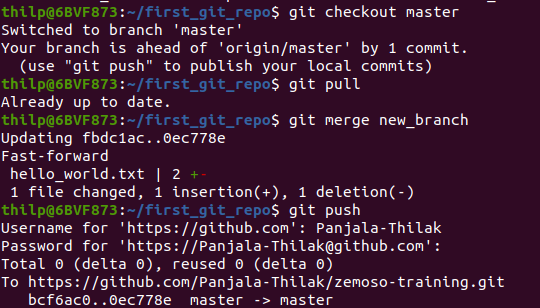 thilp@6BVF873:~/first_git_repo$ git checkout master
Switched to branch 'master'
Your branch is ahead of 'origin/master' by 1 commit.
  (use "git push" to publish your local commits)
thilp@6BVF873:~/first_git_repo$ git pull
Already up to date.
thilp@6BVF873:~/first_git_repo$ git merge new_branch
Updating fbdc1ac..0ec778e
Fast-forward
 hello_world.txt | 2 +-
 1 file changed, 1 insertion(+), 1 deletion(-)
thilp@6BVF873:~/first_git_repo$ git push
Username for 'https://github.com': Panjala-Thilak
Password for 'https://Panjala-Thilak@github.com':
Total 0 (delta 0), reused 0 (delta 0)
To https://github.com/Panjala-Thilak/zemoso-training.git
   bcf6ac0..0ec778e  master -> master